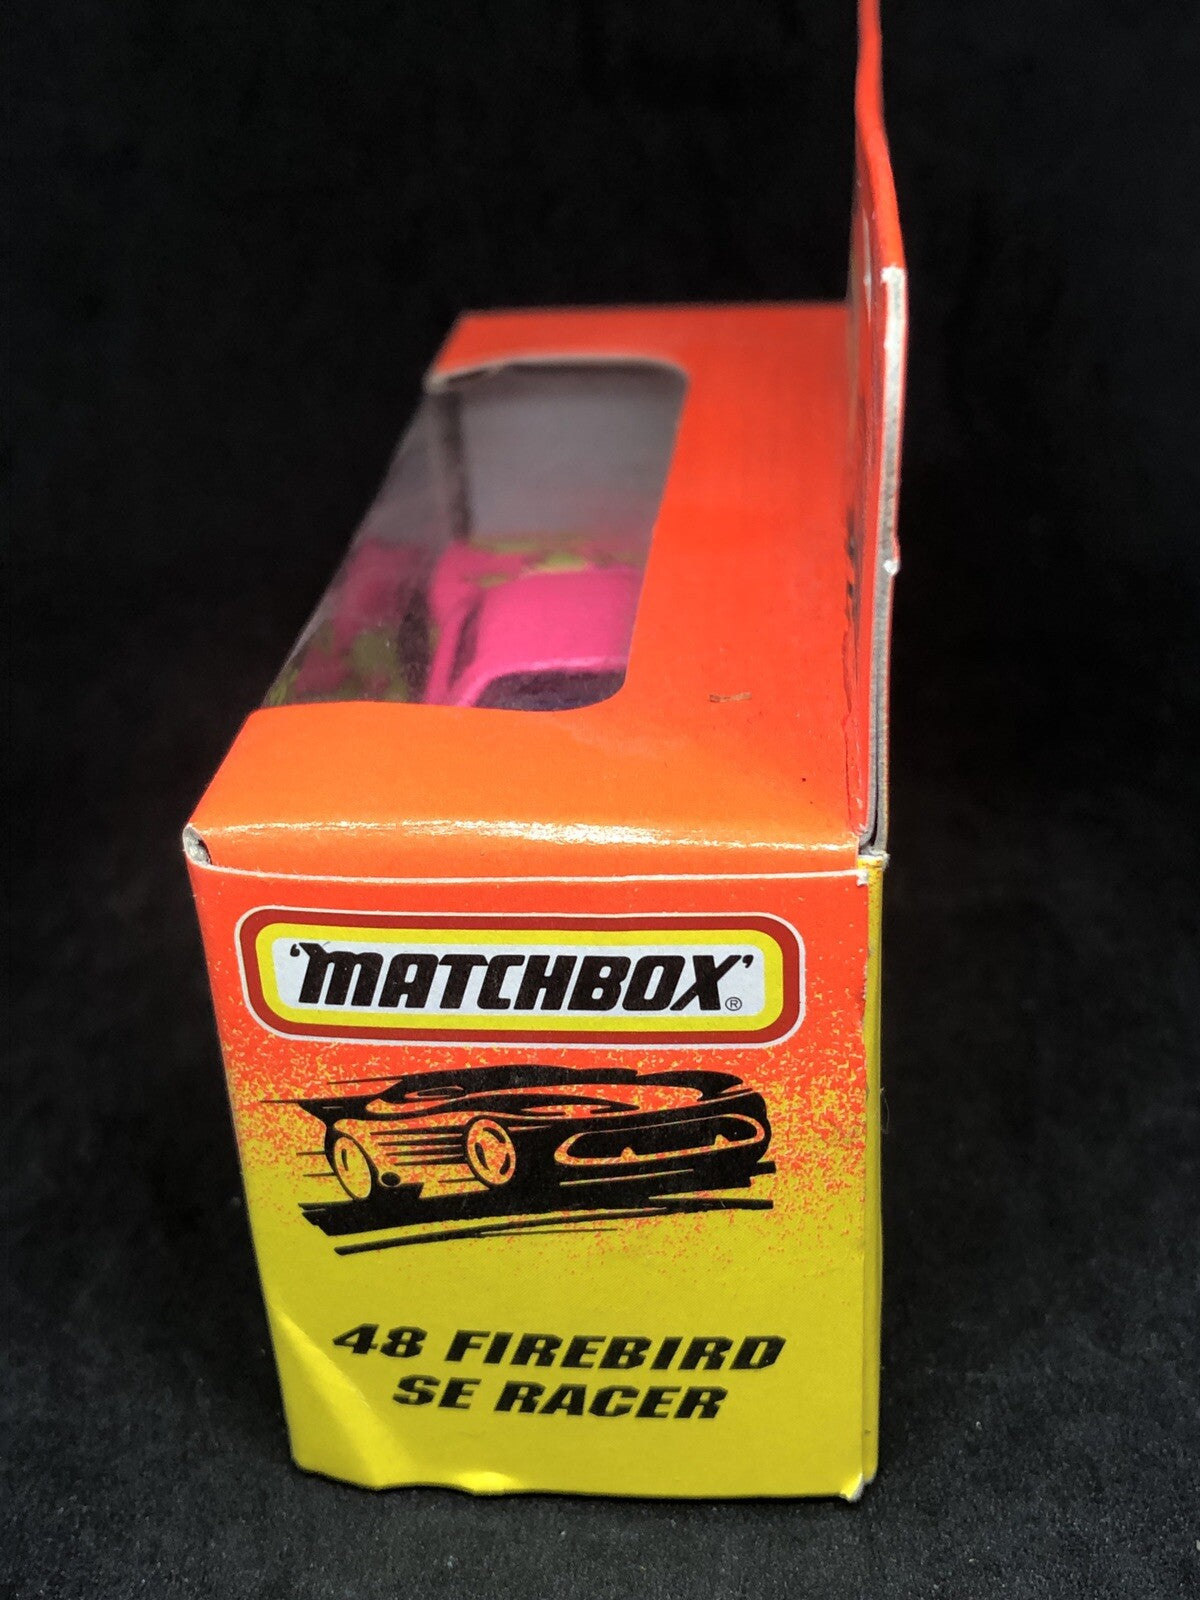 'MATCHBOX'®
48 FIREBIRD
SE RACER